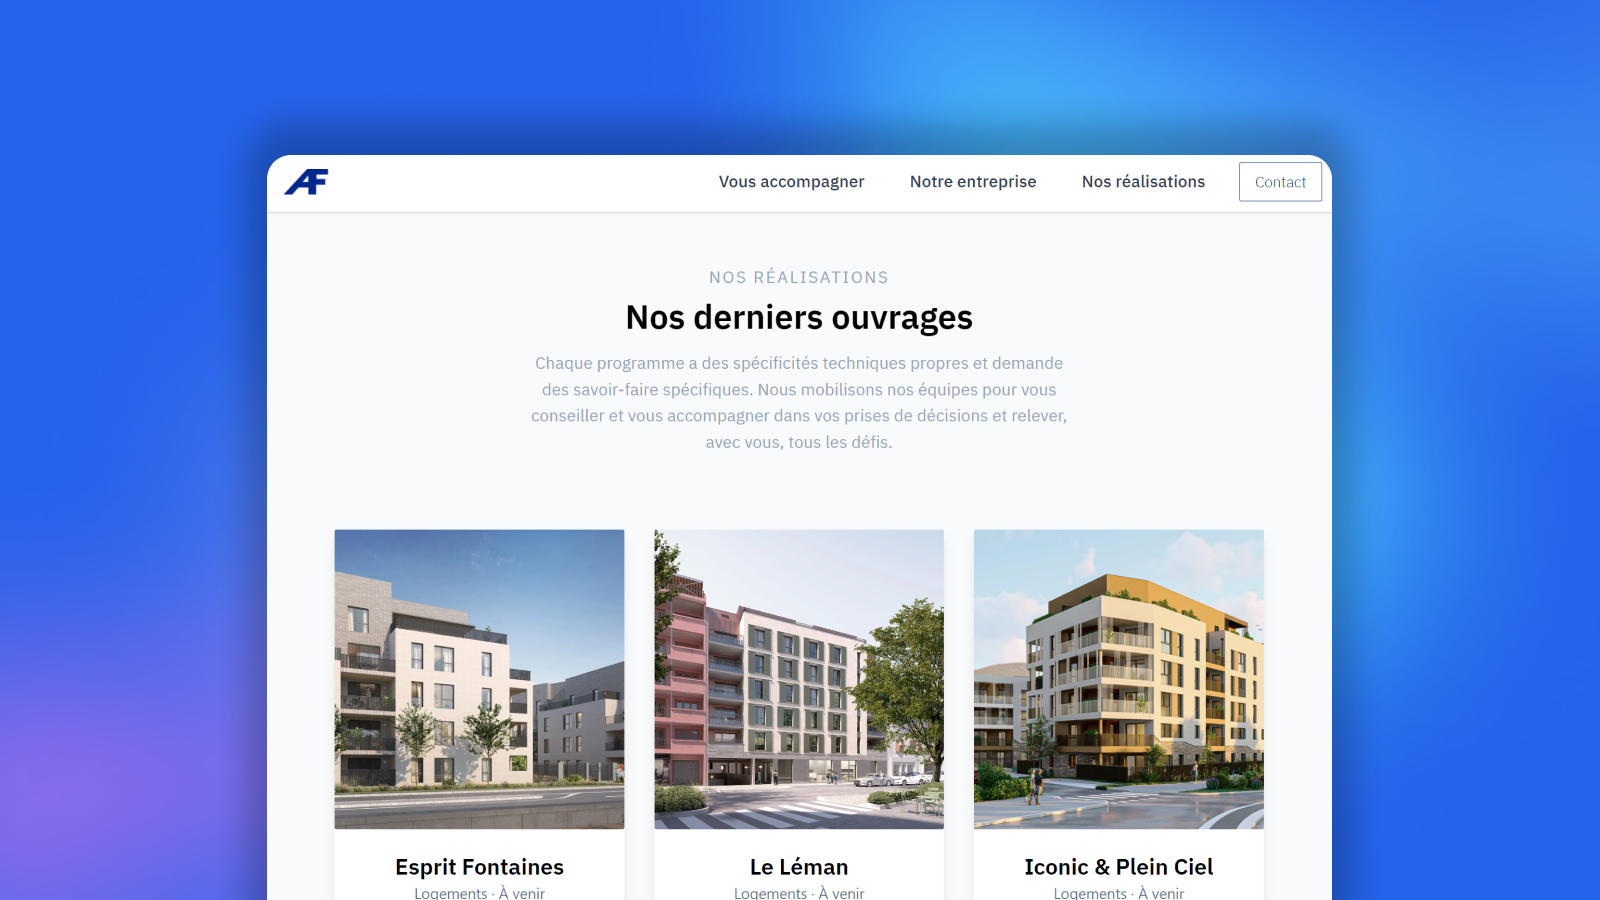 AF
Vous accompagner
Notre entreprise
Nos réalisations
Contact
NOS RÉALISATIONS
Nos derniers ouvrages
Chaque programme a des spécificités techniques propres et demande
des savoir-faire spécifiques. Nous mobilisons nos équipes pour vous
conseiller et vous accompagner dans vos prises de décisions et relever,
avec vous, tous les défis.
Esprit Fontaines
Logements · À venir
Le Léman
Logements · À venir
Iconic & Plein Ciel
Logements · À venir